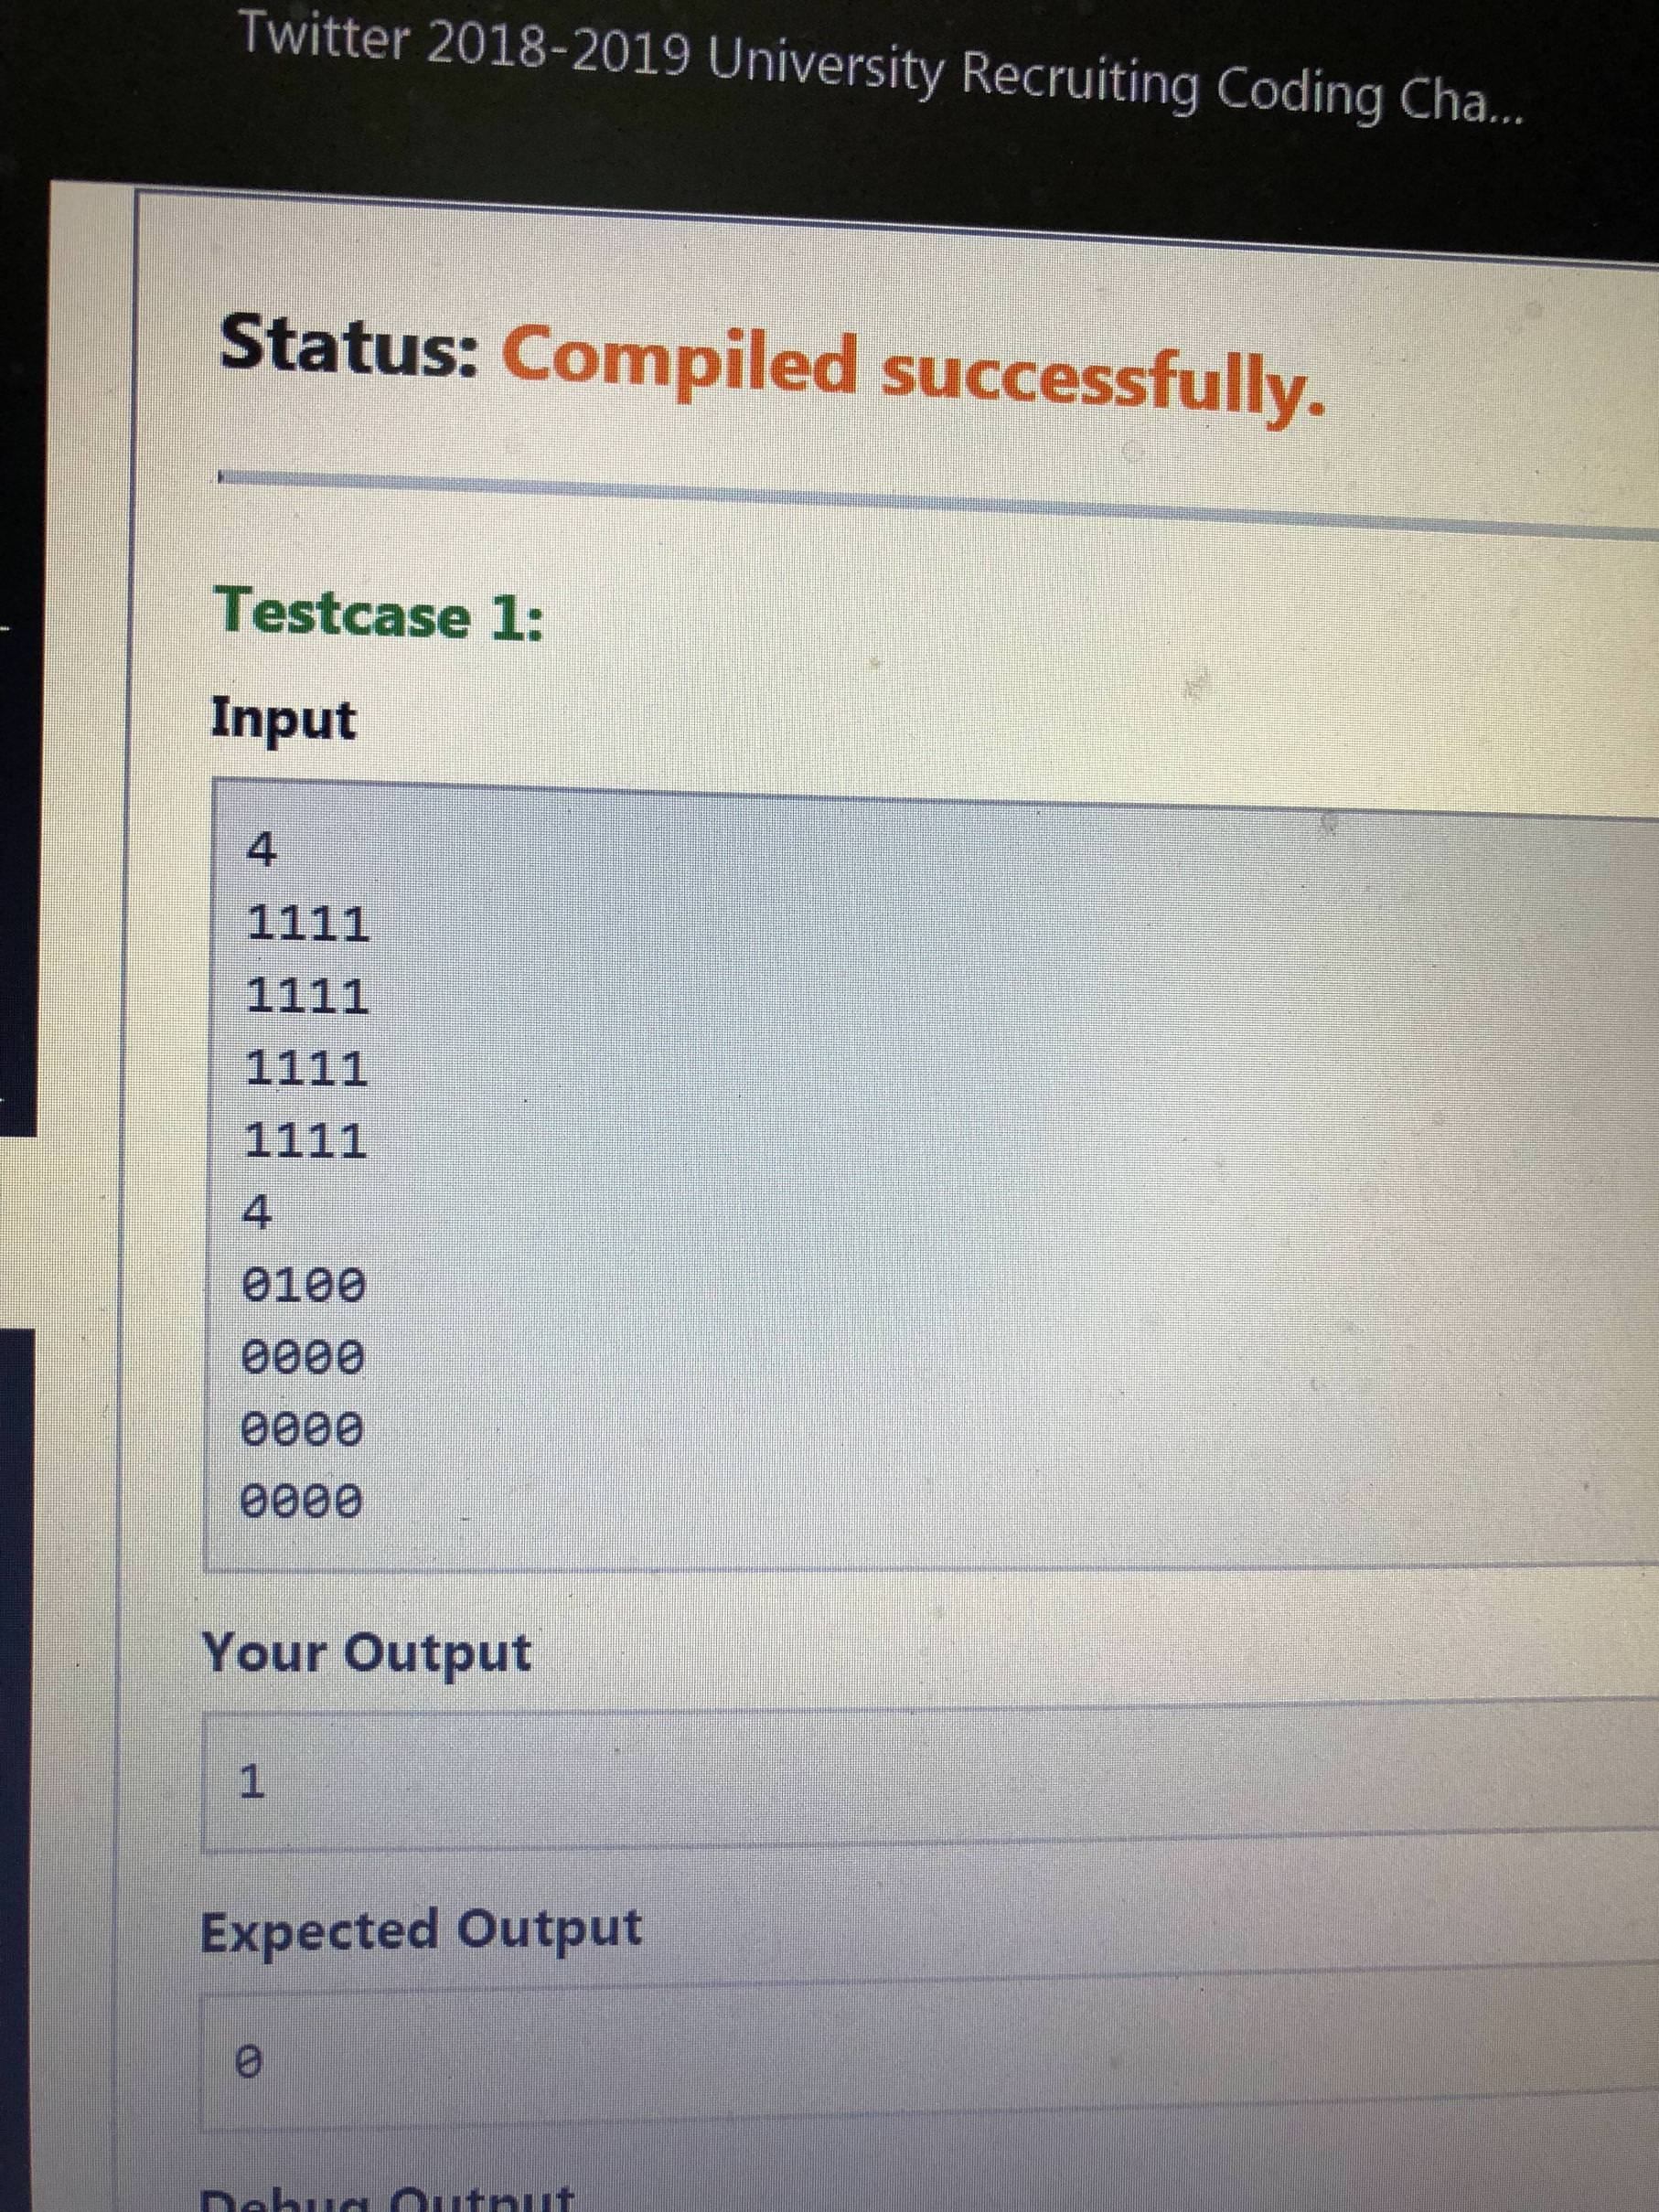 Twitter 2018-2019 University Recruiting Coding Cha...
Status: Compiled successfully.
Testcase 1:
Input
4
1111
1111
1111
1111
4
0100
0000
0000
0000
Your Output
1
Expected Output
0
Debug Output